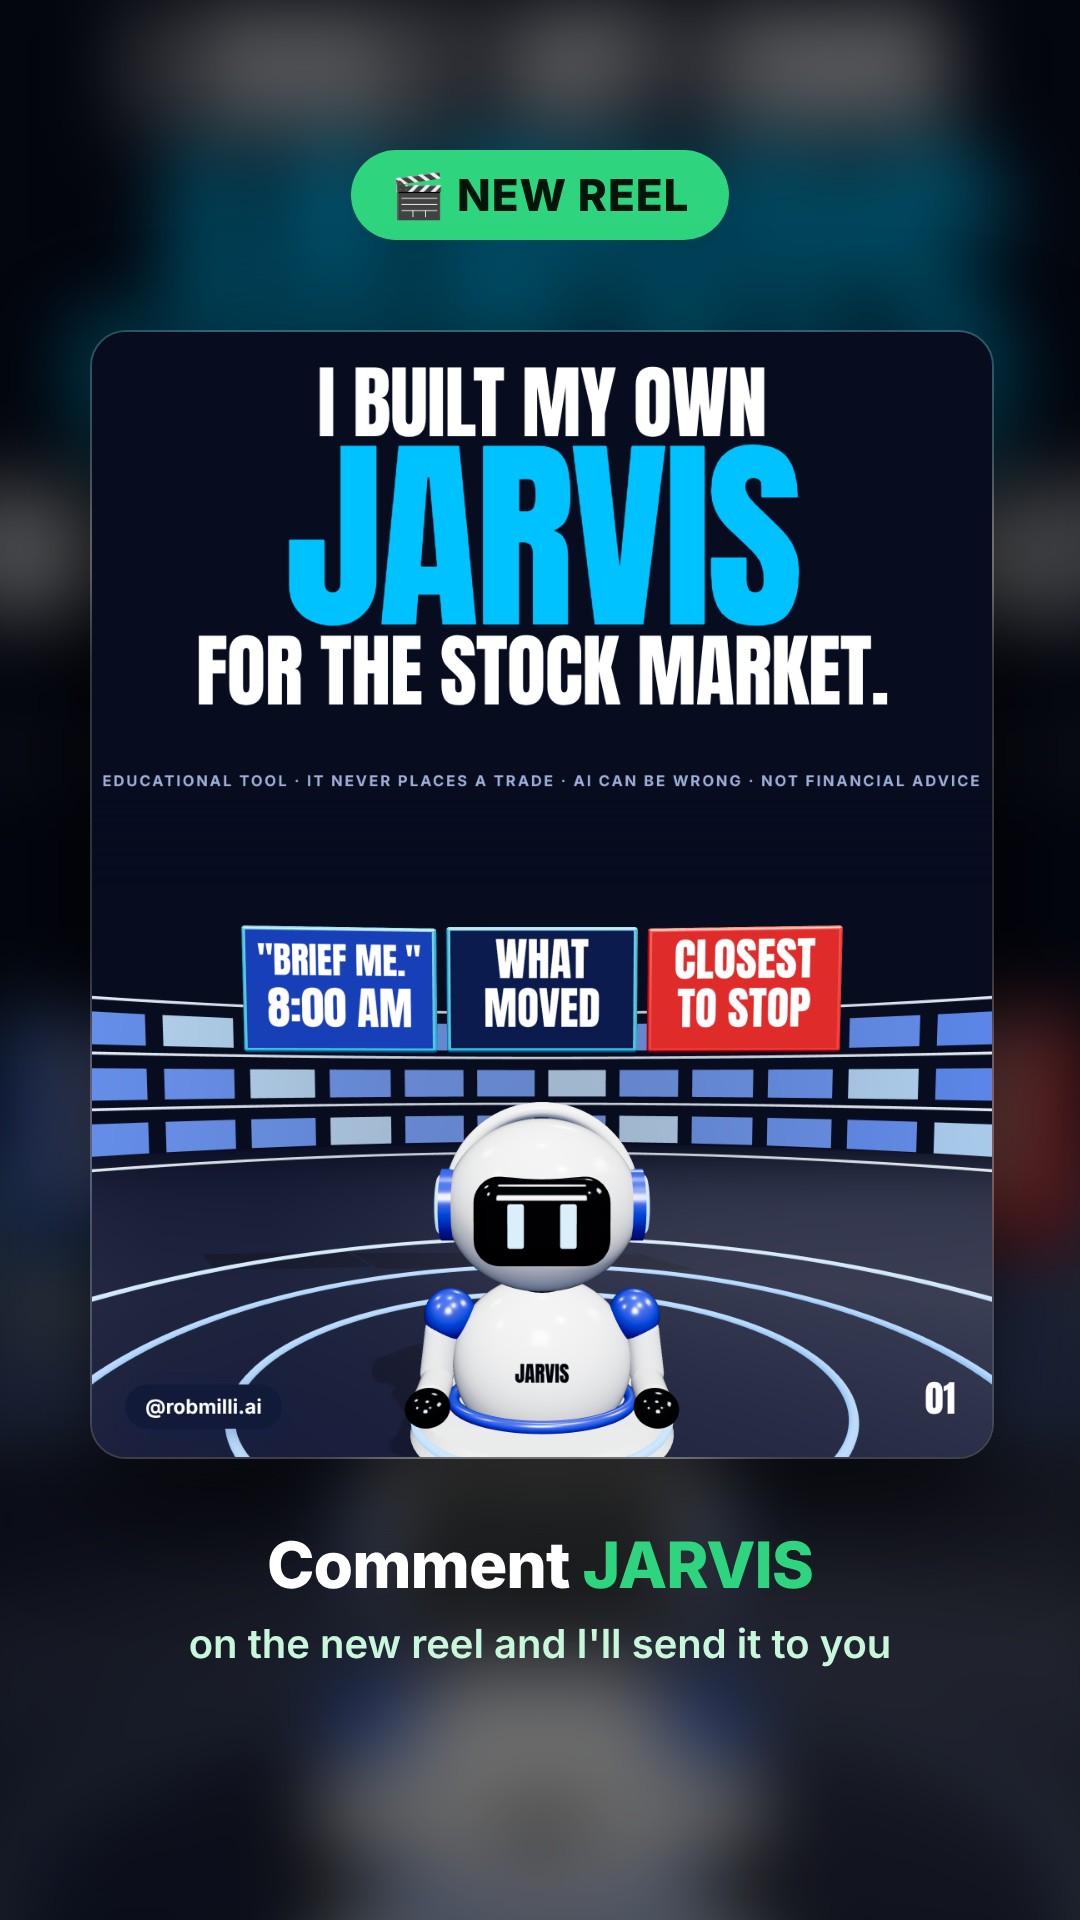 🎬 NEW REEL
I BUILT MY OWN
JARVIS
FOR THE STOCK MARKET.
EDUCATIONAL TOOL · IT NEVER PLACES A TRADE · AI CAN BE WRONG · NOT FINANCIAL ADVICE
"BRIEF ME."
8:00 AM
WHAT
MOVED
CLOSEST
TO STOP
JARVIS
@robmilli.ai
01
Comment JARVIS
on the new reel and I'll send it to you